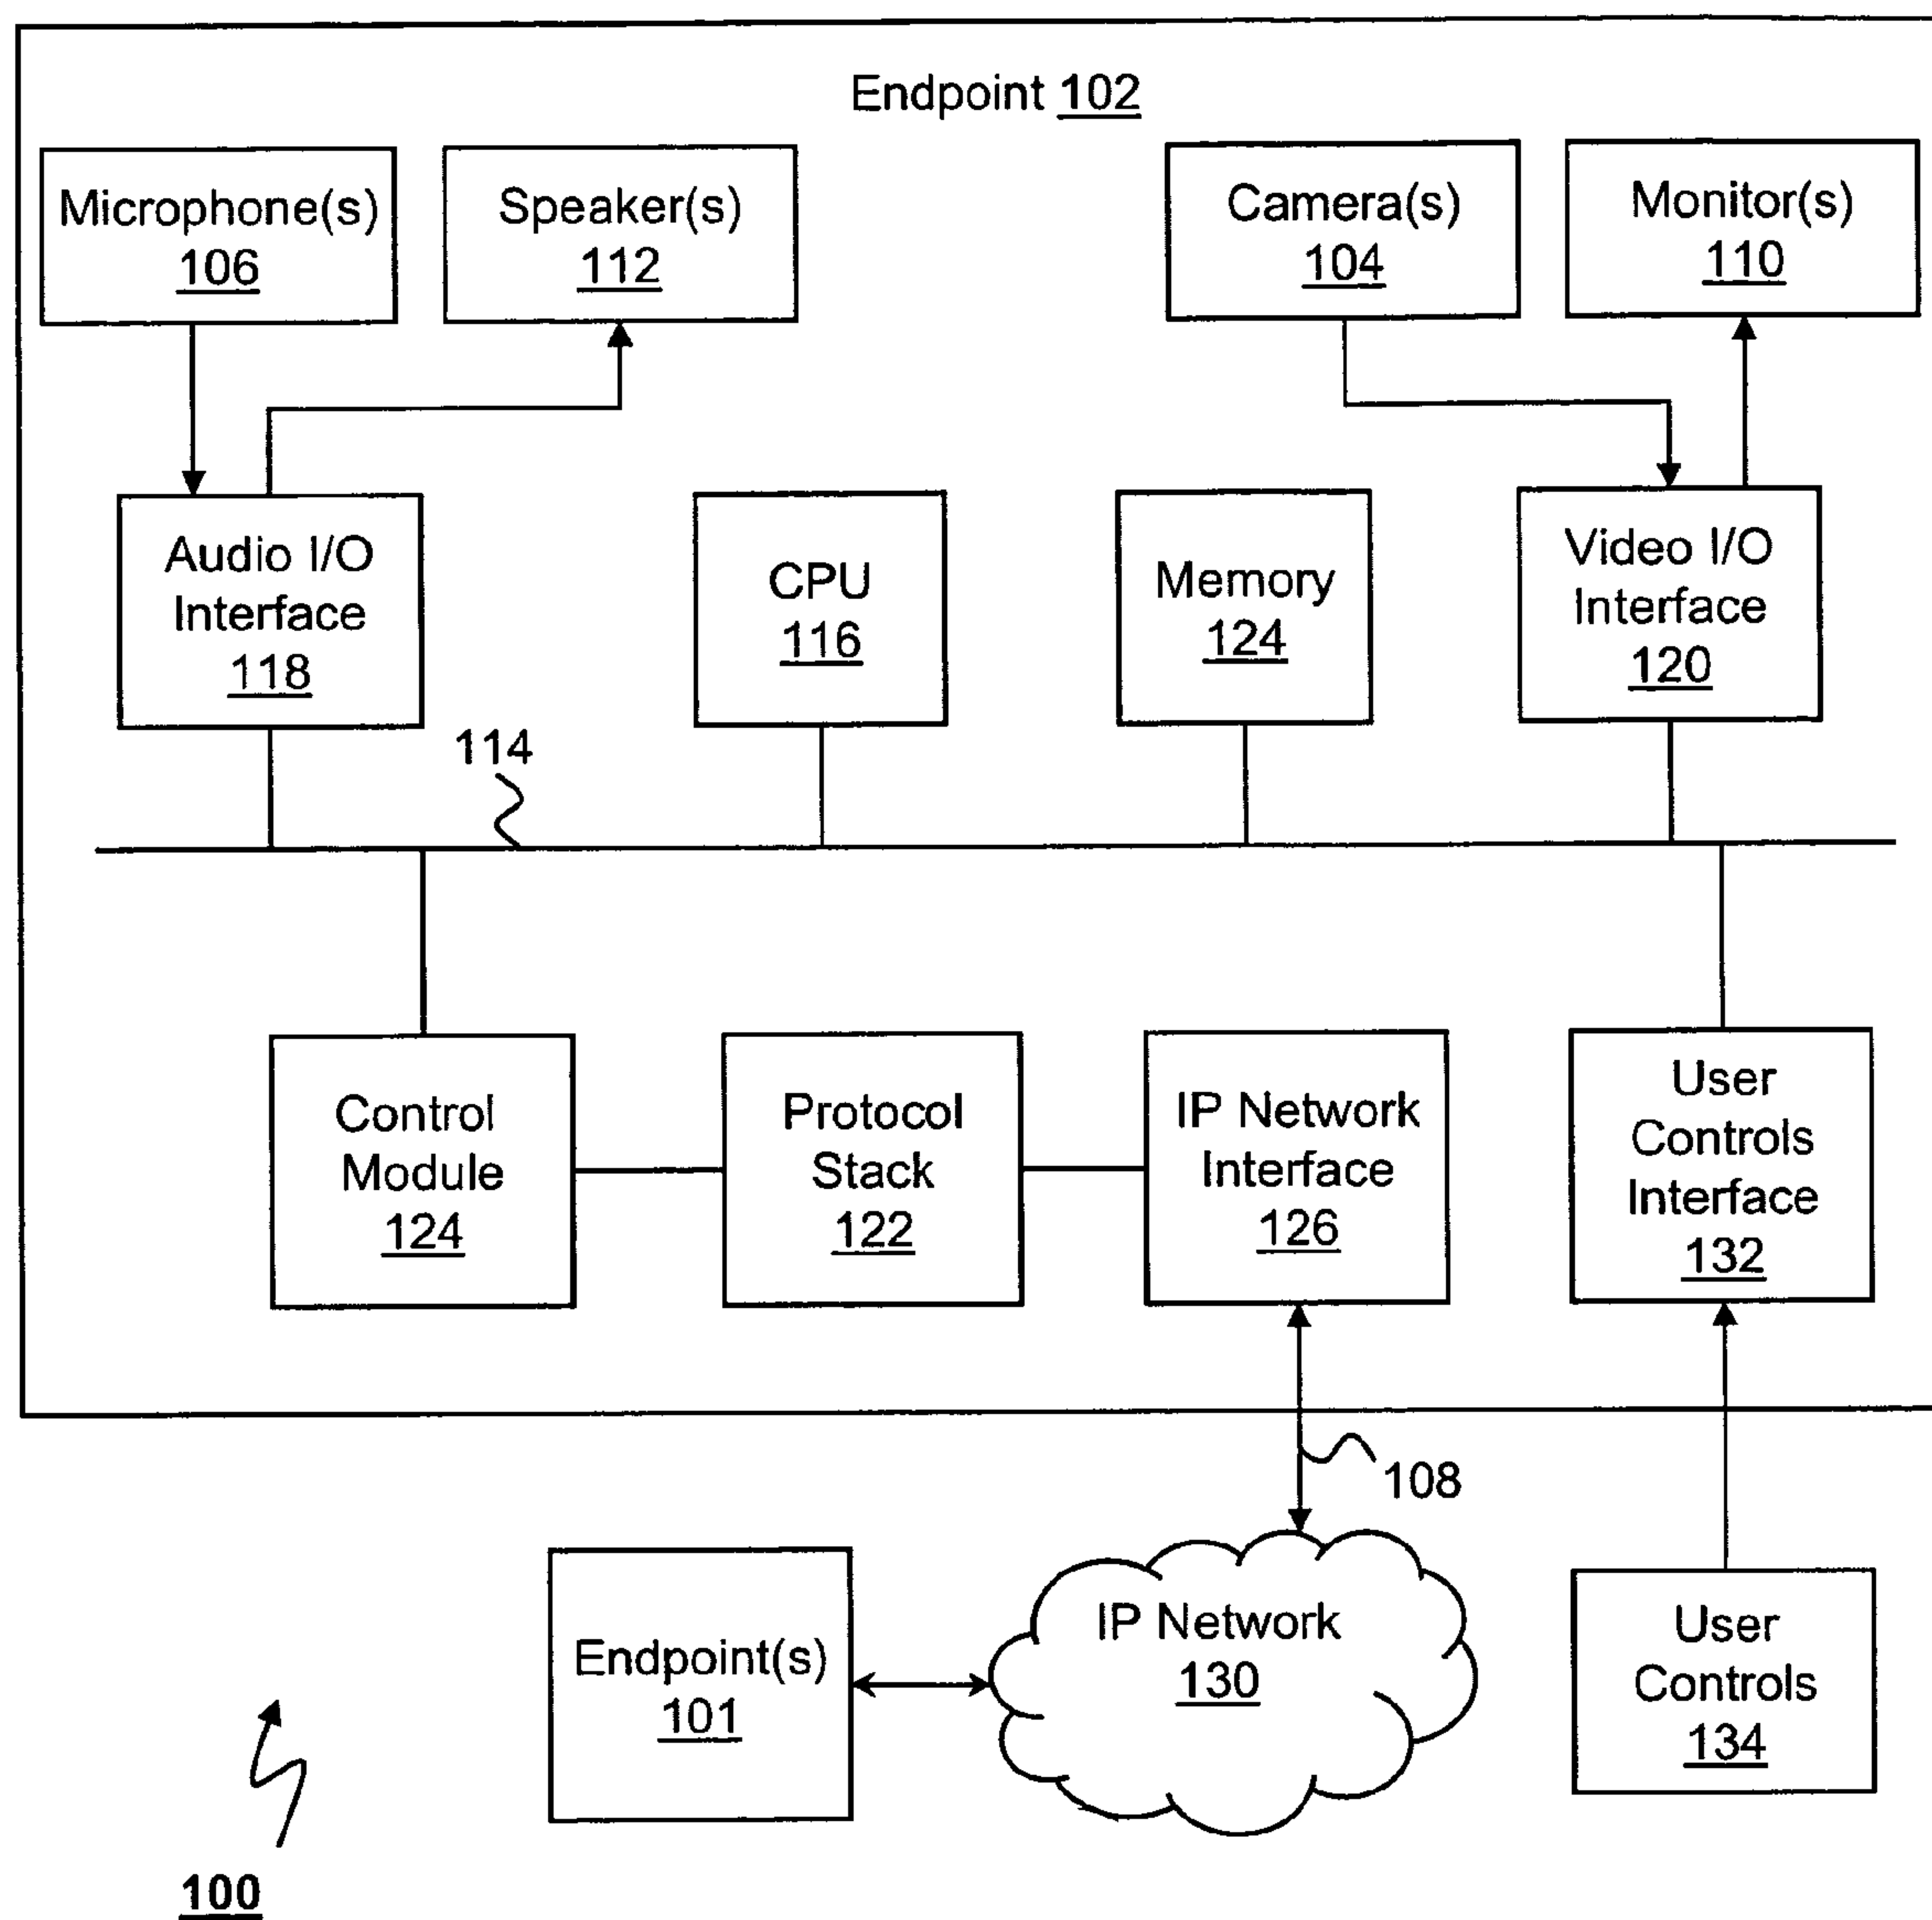 Endpoint 102
Microphone(s)
106
Speaker(s)
112
Camera(s)
104
Monitor(s)
110
Audio I/O
Interface
118
CPU
116
Memory
124
Video I/O
Interface
120
114
Control
Module
124
Protocol
Stack
122
IP Network
Interface
126
User
Controls
Interface
132
108
Endpoint(s)
101
IP Network
130
User
Controls
134
100